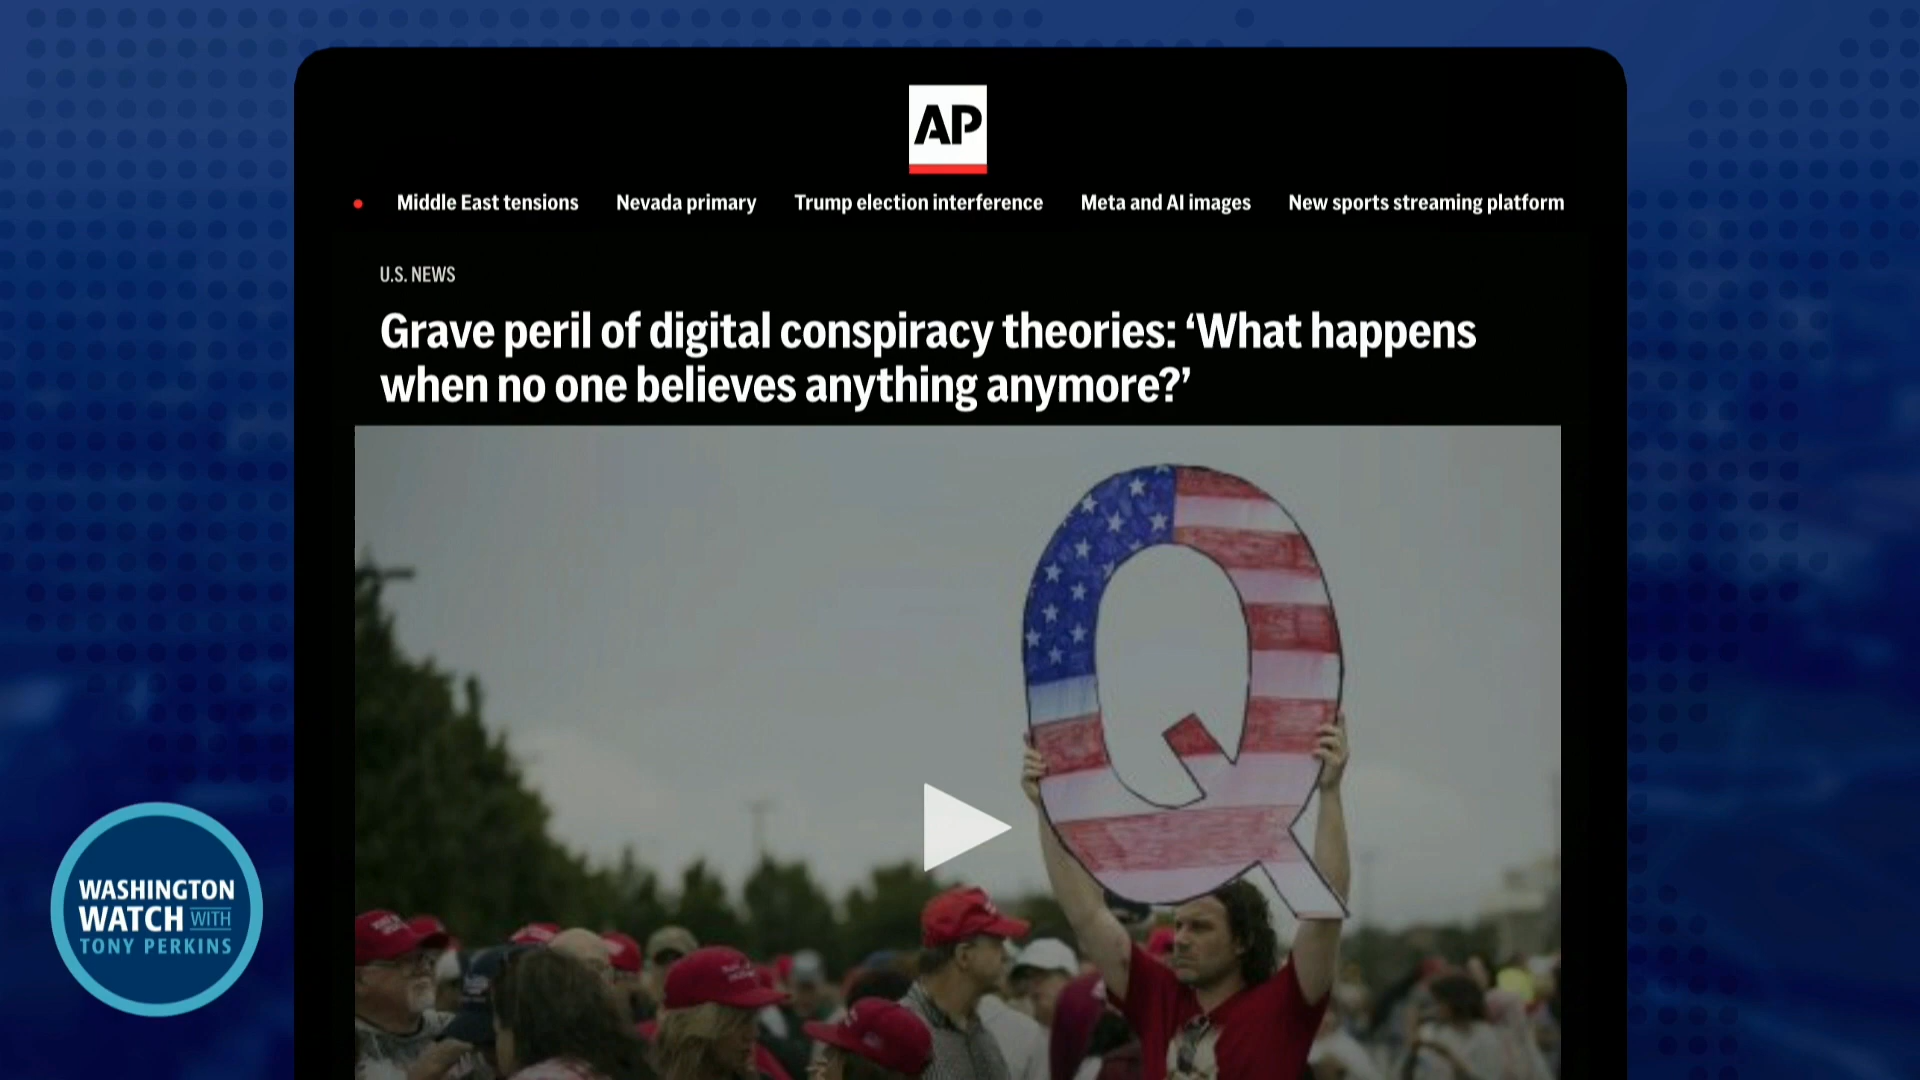 AP
Middle East tensions Nevada primary Trump election interference Meta and AI images New sports streaming platform
U.S. NEWS
Grave peril of digital conspiracy theories: ‘What happens
when no one believes anything anymore?’
Q
WASHINGTON
WATCH WITH
TONY PERKINS